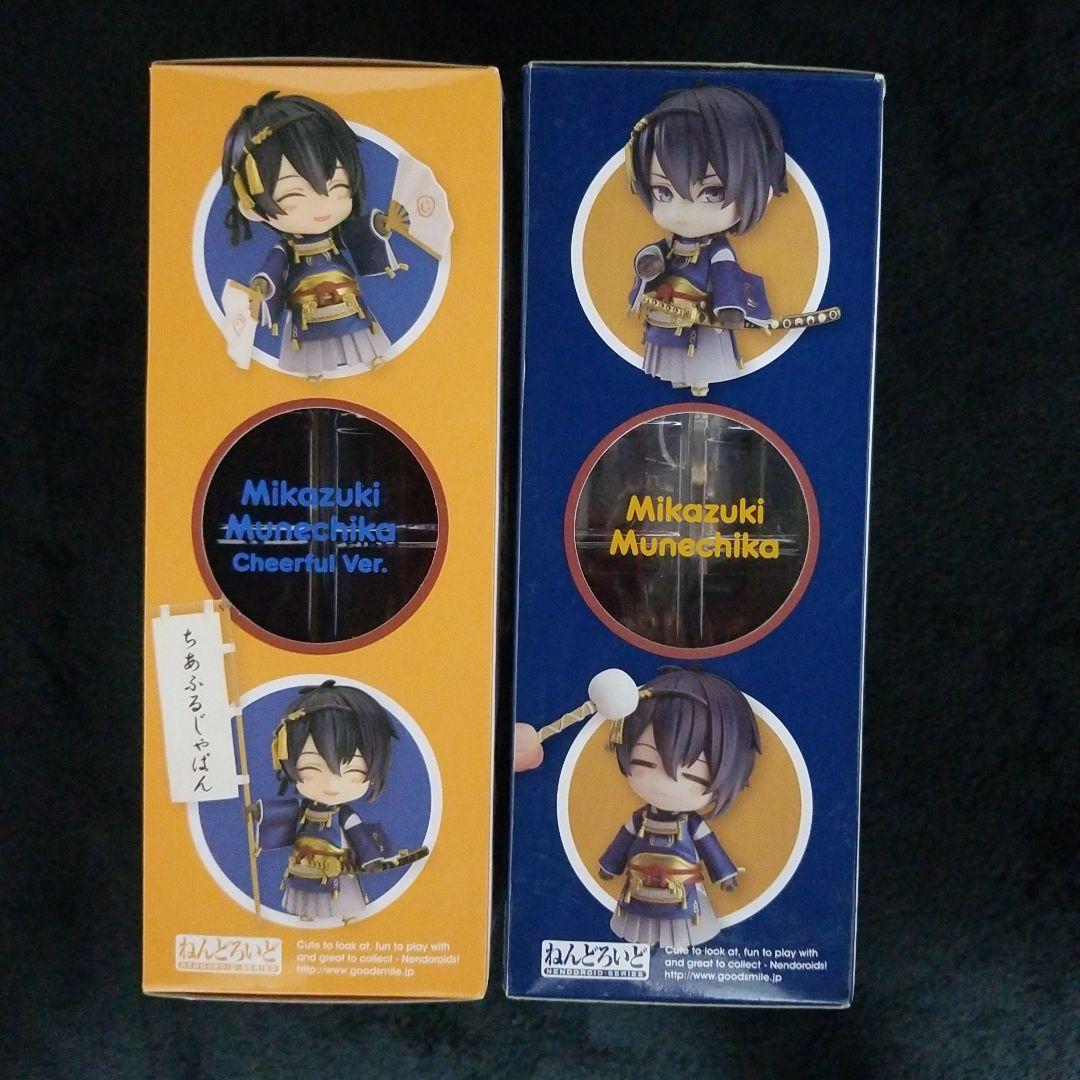 じ
じ
Mikazuki
Munechika
Cheerful Ver.
ちあふるじゃぱん
ねんどろいど
NENDOROID·SERIES
Cute to look at, fun to play with
and great to collect - Nendoroids!
http://www.goodsmile.jp
Mikazuki
Munechika
ねんどろいど
NENDOROID·SERIES
Cute to look at, fun to play with
and great to collect - Nendoroids!
http://www.goodsmile.jp